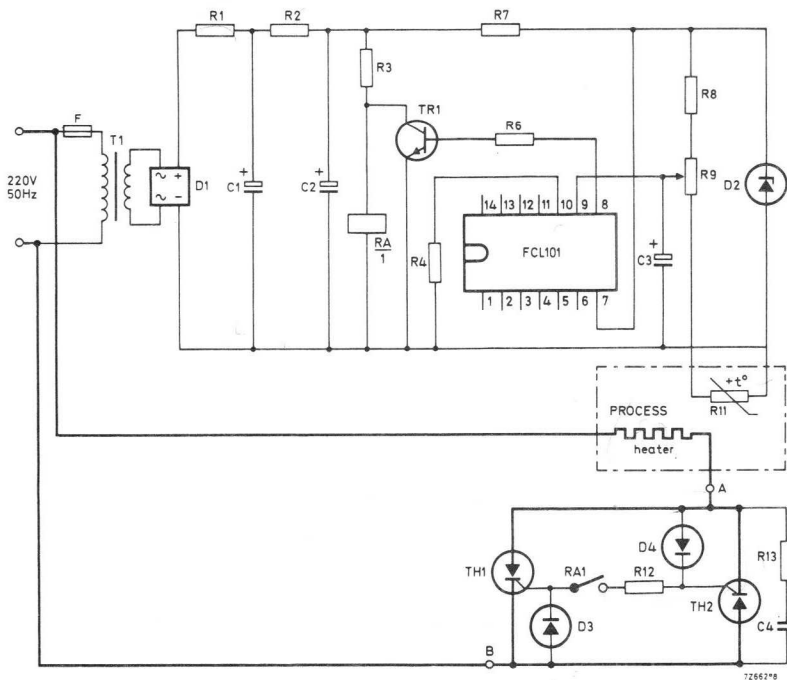 R1
R2
R7
R3
TR1
R6
R8
F
T1
220V
50Hz
~ +
~ -
D1
+
C1
+
C2
RA
1
R4
14 13 12 11 10 9 8
FCL101
1 2 3 4 5 6 7
+
C3
R9
D2
+t°
R11
PROCESS
heater
A
TH1
RA1
R12
D4
D3
TH2
R13
C4
B